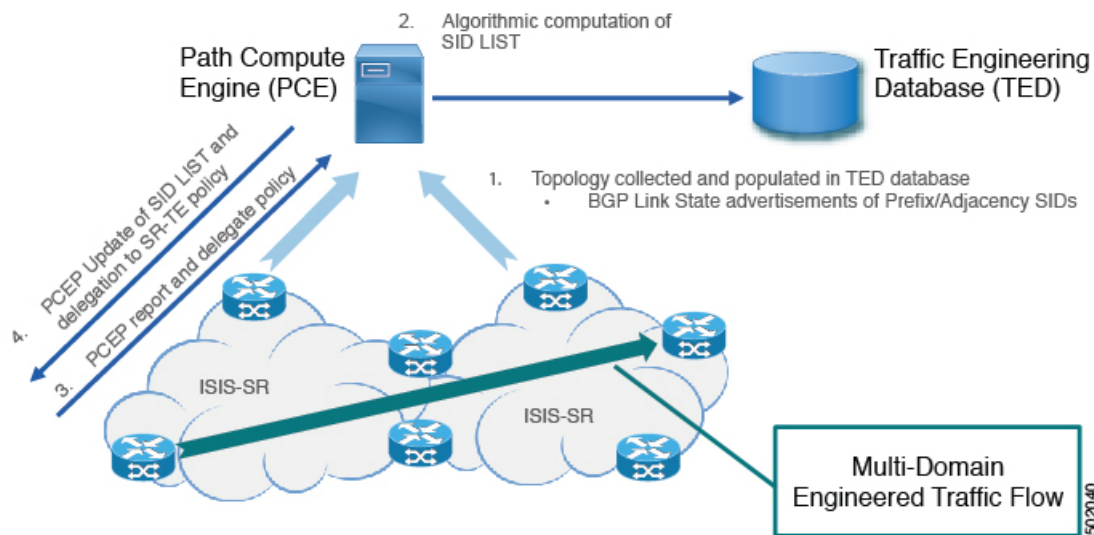 2. Algorithmic computation of
SID LIST
Path Compute
Engine (PCE)
Traffic Engineering
Database (TED)
1. Topology collected and populated in TED database
• BGP Link State advertisements of Prefix/Adjacency SIDs
4. PCEP Update of SID LIST and
delegation to SR-TE policy
3. PCEP report and delegate policy
ISIS-SR
ISIS-SR
Multi-Domain
Engineered Traffic Flow
502040